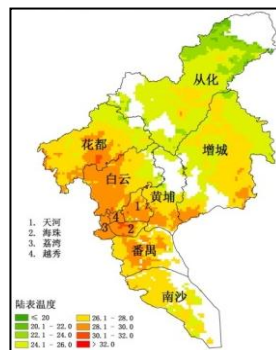 从化
花都
增城
白云
黄埔
1
4
3 2
番禺
南沙
1. 天河
2. 海珠
3. 荔湾
4. 越秀
陆表温度
≤ 20
20.1 - 22.0
22.1 - 24.0
24.1 - 26.0
26.1 - 28.0
28.1 - 30.0
30.1 - 32.0
> 32.0